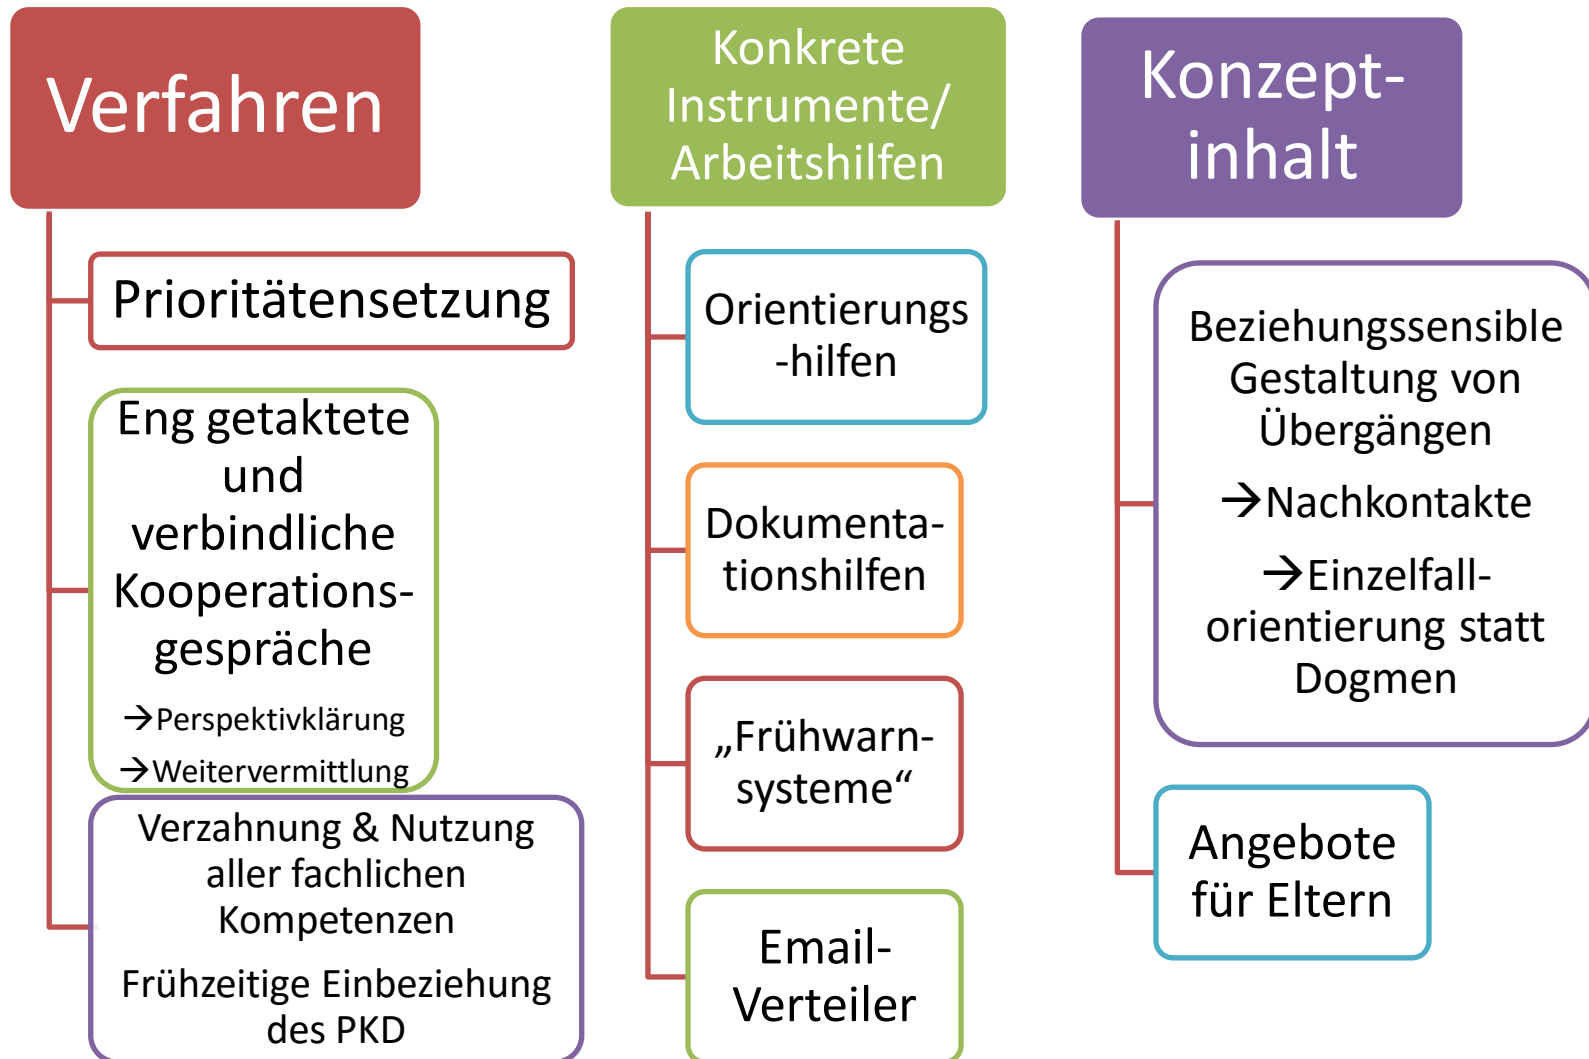 Verfahren
Prioritätensetzung
Eng getaktete
und
verbindliche
Kooperations-
gespräche
→Perspektivklärung
→Weitervermittlung
Verzahnung & Nutzung
aller fachlichen
Kompetenzen
Frühzeitige Einbeziehung
des PKD
Konkrete
Instrumente/
Arbeitshilfen
Orientierungs
-hilfen
Dokumenta-
tionshilfen
„Frühwarn-
systeme“
Email-
Verteiler
Konzept-
inhalt
Beziehungssensible
Gestaltung von
Übergängen
→Nachkontakte
→Einzelfall-
orientierung statt
Dogmen
Angebote
für Eltern